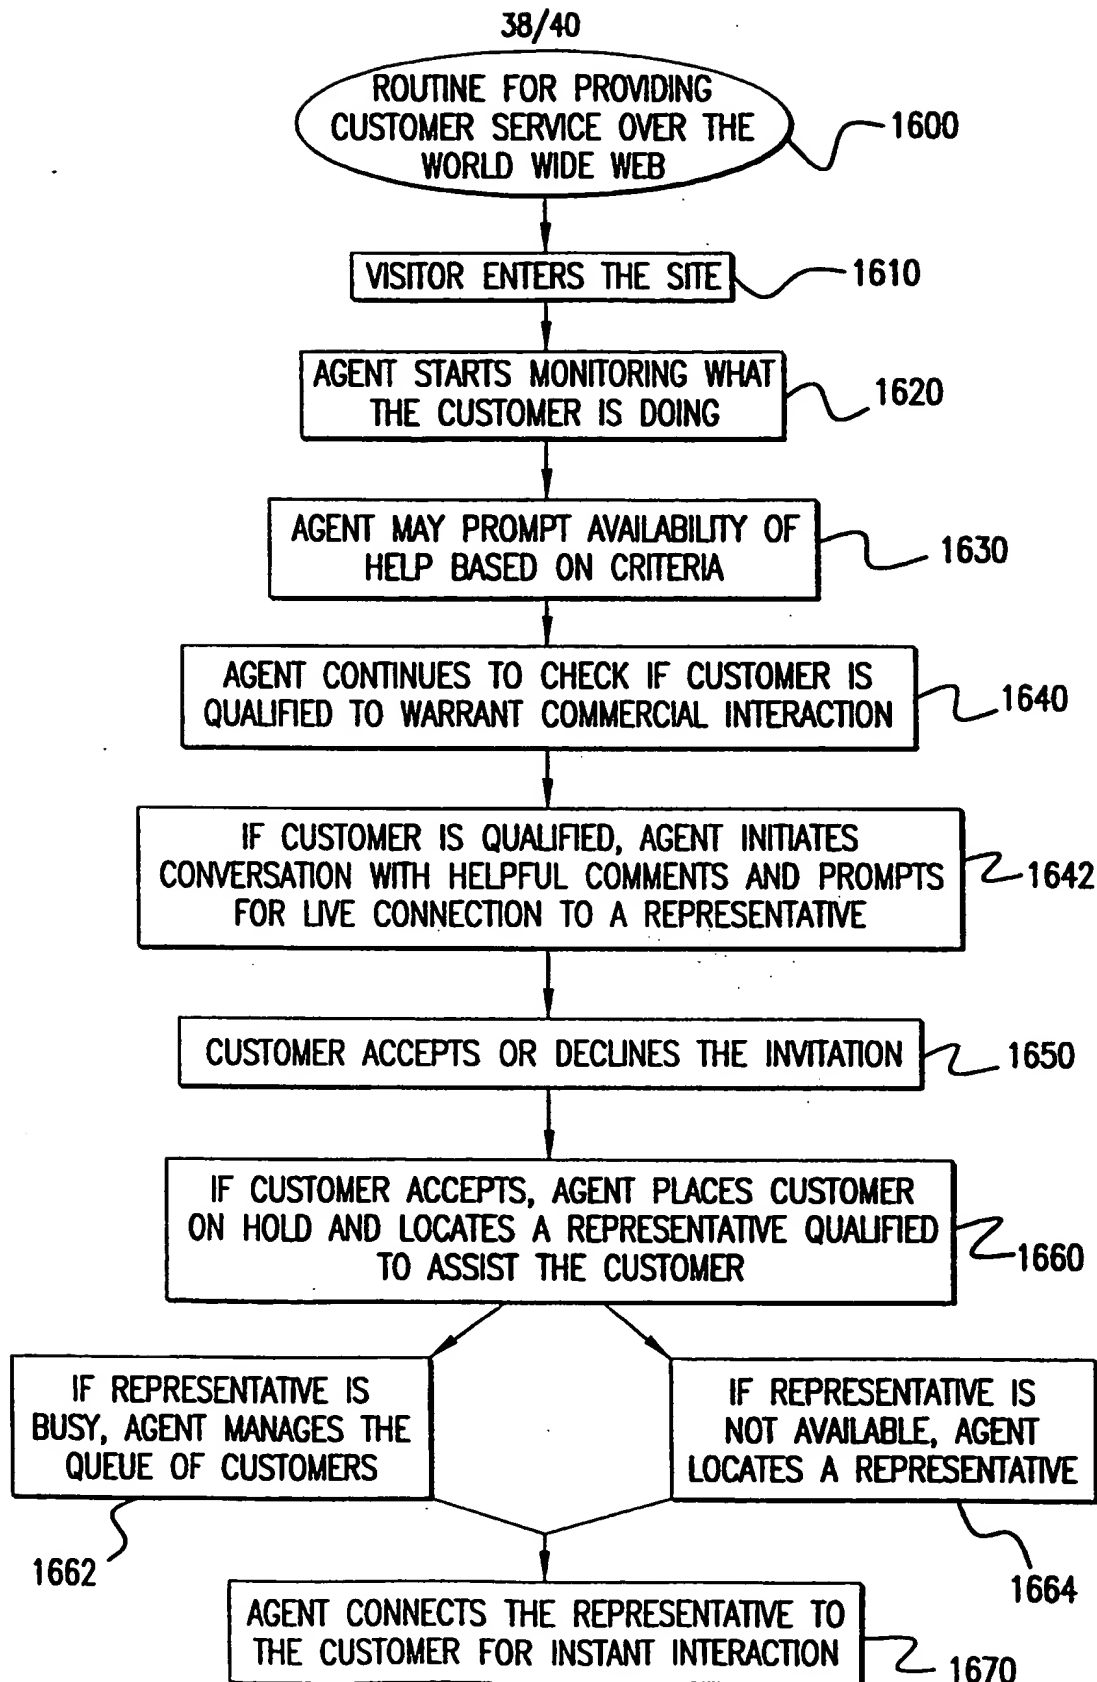 38/40
ROUTINE FOR PROVIDING
CUSTOMER SERVICE OVER THE
WORLD WIDE WEB
1600
VISITOR ENTERS THE SITE
1610
AGENT STARTS MONITORING WHAT
THE CUSTOMER IS DOING
1620
AGENT MAY PROMPT AVAILABILITY OF
HELP BASED ON CRITERIA
1630
AGENT CONTINUES TO CHECK IF CUSTOMER IS
QUALIFIED TO WARRANT COMMERCIAL INTERACTION
1640
IF CUSTOMER IS QUALIFIED, AGENT INITIATES
CONVERSATION WITH HELPFUL COMMENTS AND PROMPTS
FOR LIVE CONNECTION TO A REPRESENTATIVE
1642
CUSTOMER ACCEPTS OR DECLINES THE INVITATION
1650
IF CUSTOMER ACCEPTS, AGENT PLACES CUSTOMER
ON HOLD AND LOCATES A REPRESENTATIVE QUALIFIED
TO ASSIST THE CUSTOMER
1660
IF REPRESENTATIVE IS
BUSY, AGENT MANAGES THE
QUEUE OF CUSTOMERS
1662
IF REPRESENTATIVE IS
NOT AVAILABLE, AGENT
LOCATES A REPRESENTATIVE
1664
AGENT CONNECTS THE REPRESENTATIVE TO
THE CUSTOMER FOR INSTANT INTERACTION
1670